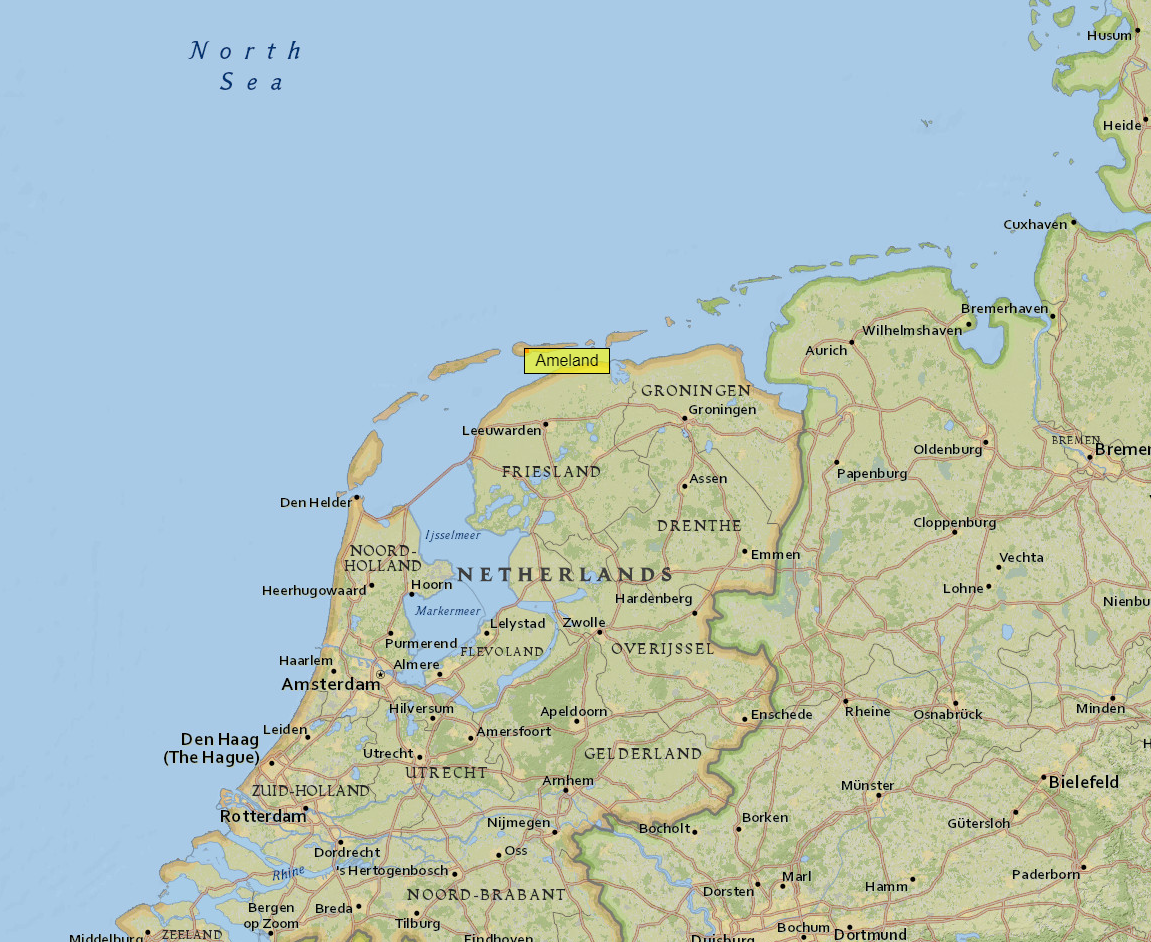 North
Sea
Husum
Heide
Cuxhaven
Bremerhaven
Wilhelmshaven
Aurich
Ameland
GRONINGEN
Groningen
Leeuwarden
BREMEN
Bremen
Oldenburg
FRIESLAND
Papenburg
Assen
Den Helder
DRENTHE
Cloppenburg
Ijsselmeer
NOORD-
HOLLAND
Emmen
Vechta
NETHERLANDS
Hoorn
Heerhugowaard
Lohne
Hardenberg
Nienbu
Markermeer
Lelystad
Zwolle
Purmerend
FLEVOLAND
OVERIJSSEL
Haarlem
Almere
Amsterdam
Hilversum
Apeldoorn
Enschede
Rheine
Osnabrück
Minden
Leiden
Amersfoort
Den Haag
(The Hague)
H
Utrecht
GELDERLAND
UTRECHT
Arnhem
Münster
Bielefeld
ZUID-HOLLAND
Rotterdam
Nijmegen
Bocholt
Borken
Gütersloh
Dordrecht
Oss
Rhine
's Hertogenbosch
Marl
Paderborn
Dorsten
Hamm
NOORD-BRABANT
Bergen
op Zoom
Breda
Tilburg
Bochum
Dortmund
Middelburg
ZEELAND
Eindhoven
Duisburg